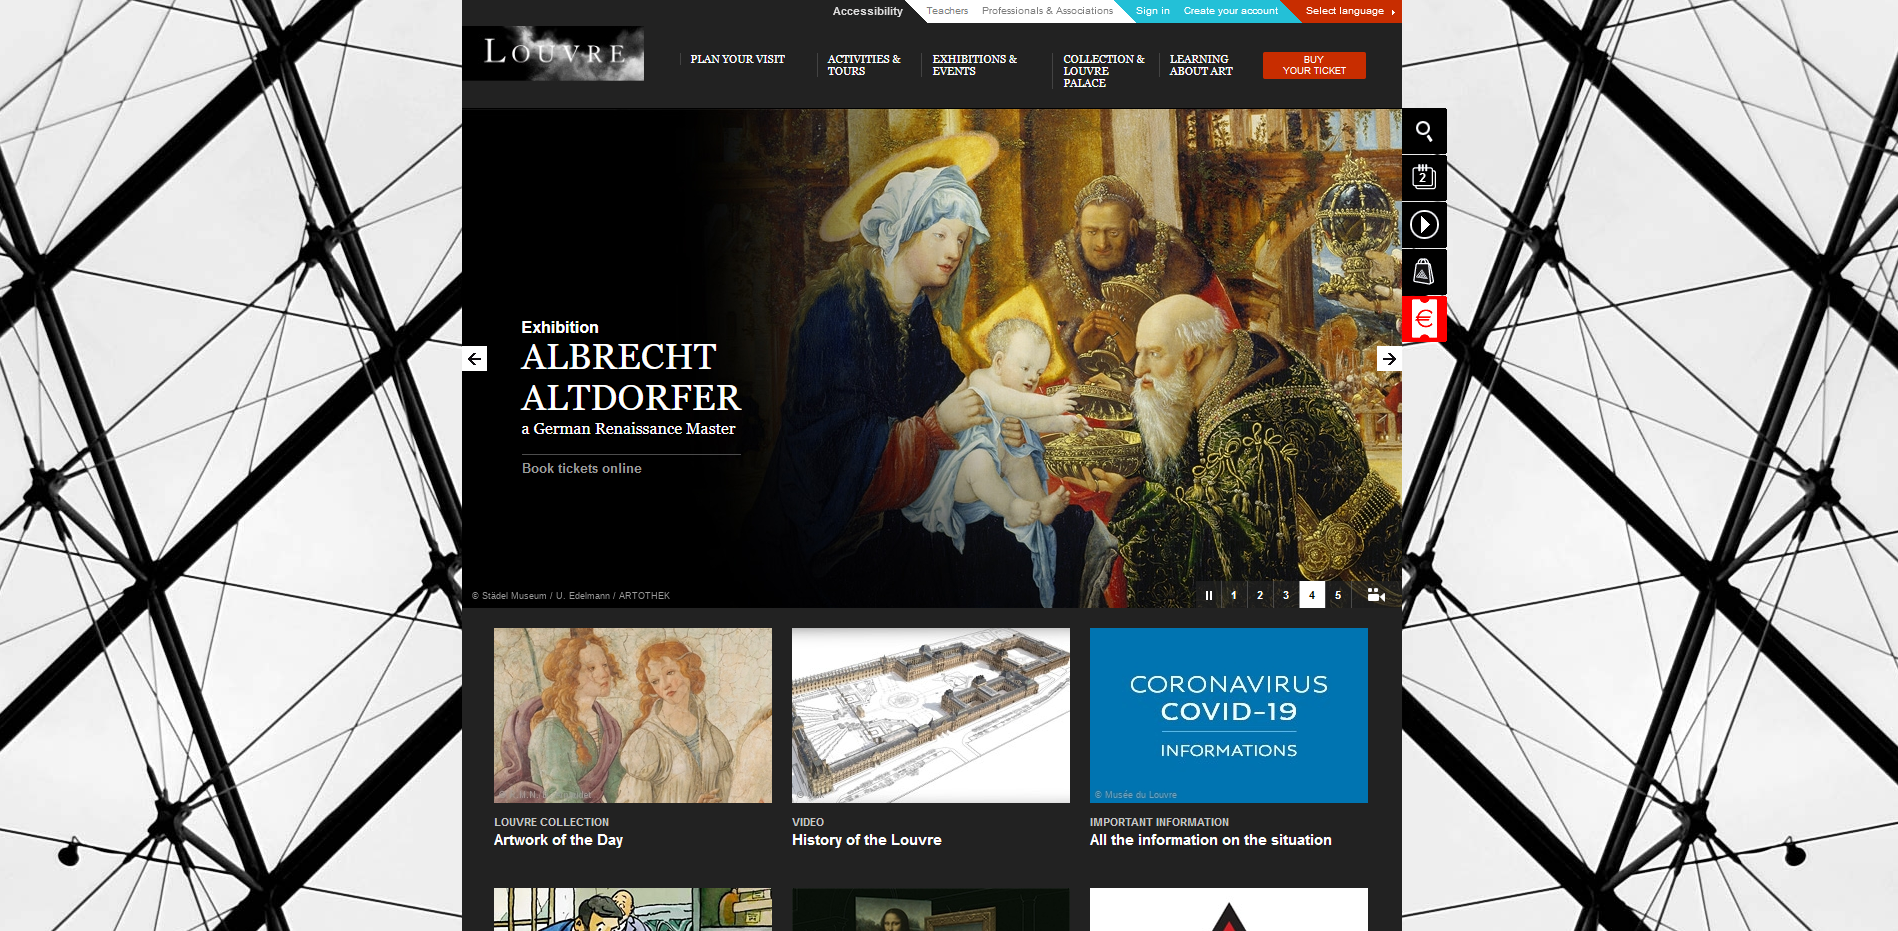 Accessibility
Teachers
Professionals & Associations
Sign in
Create your account
Select language
LOUVRE
PLAN YOUR VISIT
ACTIVITIES &
TOURS
EXHIBITIONS &
EVENTS
COLLECTION &
LOUVRE
PALACE
LEARNING
ABOUT ART
BUY
YOUR TICKET
2
€
Exhibition
ALBRECHT
ALTDORFER
a German Renaissance Master
Book tickets online
© Städel Museum / U. Edelmann / ARTOTHEK
1 2 3 4 5
CORONAVIRUS
COVID-19
INFORMATIONS
© Musée du Louvre
LOUVRE COLLECTION
Artwork of the Day
VIDEO
History of the Louvre
IMPORTANT INFORMATION
All the information on the situation